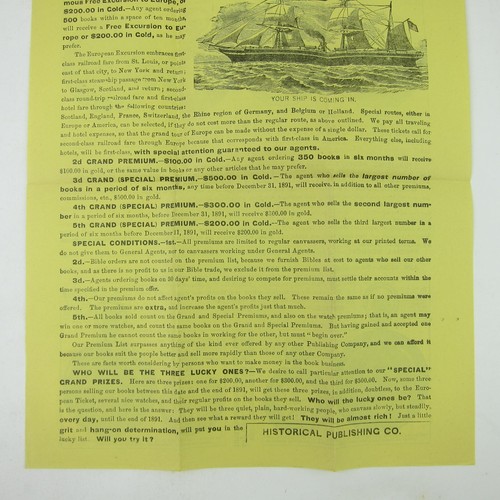 mous Free Excursion to Europe, or
$200.00 in Cold.—Any agent ordering
500 books within a space of ten months
will receive a Free Excursion to Eu-
rope or $200.00 in Cold, as he may
prefer.
The European Excursion embraces first-
class railroad fare from St. Louis, or points
east of that city, to New York and return;
first-class steamship passage from New York
to Glasgow, Scotland, and return; second-
class round-trip railroad fare and first-class
hotel fare through the following countries:
YOUR SHIP IS COMING IN.
Scotland, England, France, Switzerland, the Rhine region of Germany, and Belgium or Holland. Special routes, either in
Europe or America, can be selected, if they do not cost more than the regular route, as above outlined. We pay all traveling
and hotel expenses, so that the grand tour of Europe can be made without the expense of a single dollar. These tickets call for
second-class railroad fare through Europe because that corresponds with first-class in America. Everything else, including
hotels, will be first-class, with special attention guaranteed to our agents.
2d GRAND PREMIUM.—$100.00 in Cold.—Any agent ordering 350 books in six months will receive
$100.00 in gold, or the same value in books or any other articles that he may prefer.
3d GRAND (SPECIAL) PREMIUM.—$500.00 in Cold.—The agent who sells the largest number of
books in a period of six months, any time before December 31, 1891, will receive, in addition to all other premiums,
commissions, etc., $500.00 in gold.
4th GRAND (SPECIAL) PREMIUM.—$300.00 in Cold.—The agent who sells the second largest num-
ber in a period of six months, before December 31, 1891, will receive $300.00 in gold.
5th GRAND (SPECIAL) PREMIUM.—$200.00 in Cold.—The agent who sells the third largest number in a
period of six months before December 31, 1891, will receive $200.00 in gold.
SPECIAL CONDITIONS.—1st.—All premiums are limited to regular canvassers, working at our printed terms. We
do not give them to General Agents, nor to canvassers working under General Agents.
2d.—Bible orders are not counted on the premium list, because we furnish Bibles at net to agents who sell our other
books, and as there is no profit to us in our Bible trade, we exclude it from the premium list.
3d.—Agents ordering books on 30 days' time, and desiring to compete for premiums, must settle their accounts within the
time specified in the premium offer.
4th.—Our premiums do not affect agent's profits on the books they sell. These remain the same as if no premiums were
offered. The premiums are extra, and increase the agent's profits just that much.
5th.—All books sold count on the Grand and Special Premiums, and also on the watch premiums; that is, an agent may
win one or more watches, and count the same books on the Grand and Special Premiums. But having gained and accepted one
Grand Premium he cannot count the same books in working for the other, but must "begin over."
Our Premium List surpasses anything of the kind ever offered by any other Publishing Company, and we can afford it
because our books suit the people better and sell more rapidly than those of any other Company.
These are facts worth considering by persons who want to make money in the book business.
WHO WILL BE THE THREE LUCKY ONES?—We desire to call particular attention to our "SPECIAL"
GRAND PRIZES. Here are three prizes: one for $200.00, another for $300.00, and the third for $500.00. Now, some three
persons selling our books between this date and the end of 1891, will get these three prizes, in addition, doubtless, to the Euro-
pean Ticket, several nice watches, and their regular profits on the books they sell. Who will the lucky ones be? That
is the question, and here is the answer: They will be three quiet, plain, hard-working people, who canvass slowly, but steadily,
every day, until the end of 1891. And then see what a reward they will get! They will be almost rich! Just a little
grit and hang-on determination, will put you in the
lucky list. Will you try it?
HISTORICAL PUBLISHING CO.